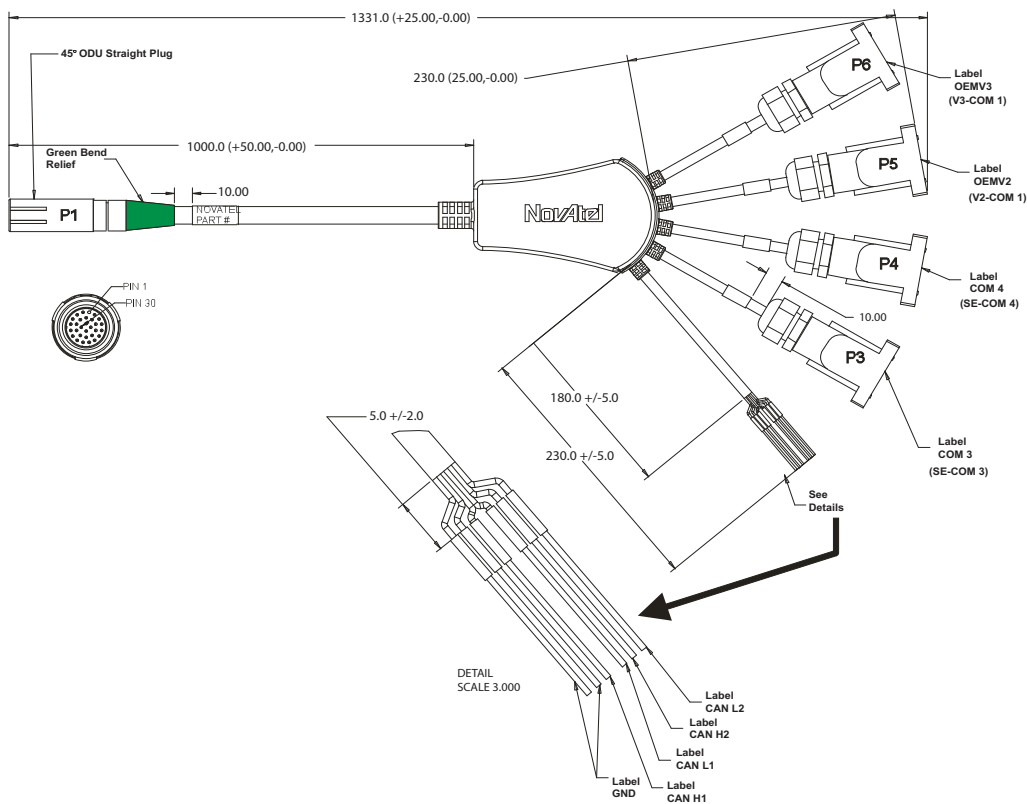 1331.0 (+25.00,-0.00)
45° ODU Straight Plug
230.0 (25.00,-0.00)
P6
Label
OEMV3
(V3-COM 1)
1000.0 (+50.00,-0.00)
Green Bend
Relief
10.00
P5
Label
OEMV2
(V2-COM 1)
P1
NOVATEL
PART #
NovAtel
P4
Label
COM 4
(SE-COM 4)
PIN 1
PIN 30
10.00
P3
180.0 +/-5.0
5.0 +/-2.0
230.0 +/-5.0
Label
COM 3
(SE-COM 3)
See
Details
DETAIL
SCALE 3.000
Label
CAN L2
Label
CAN H2
Label
CAN L1
Label
GND
Label
CAN H1